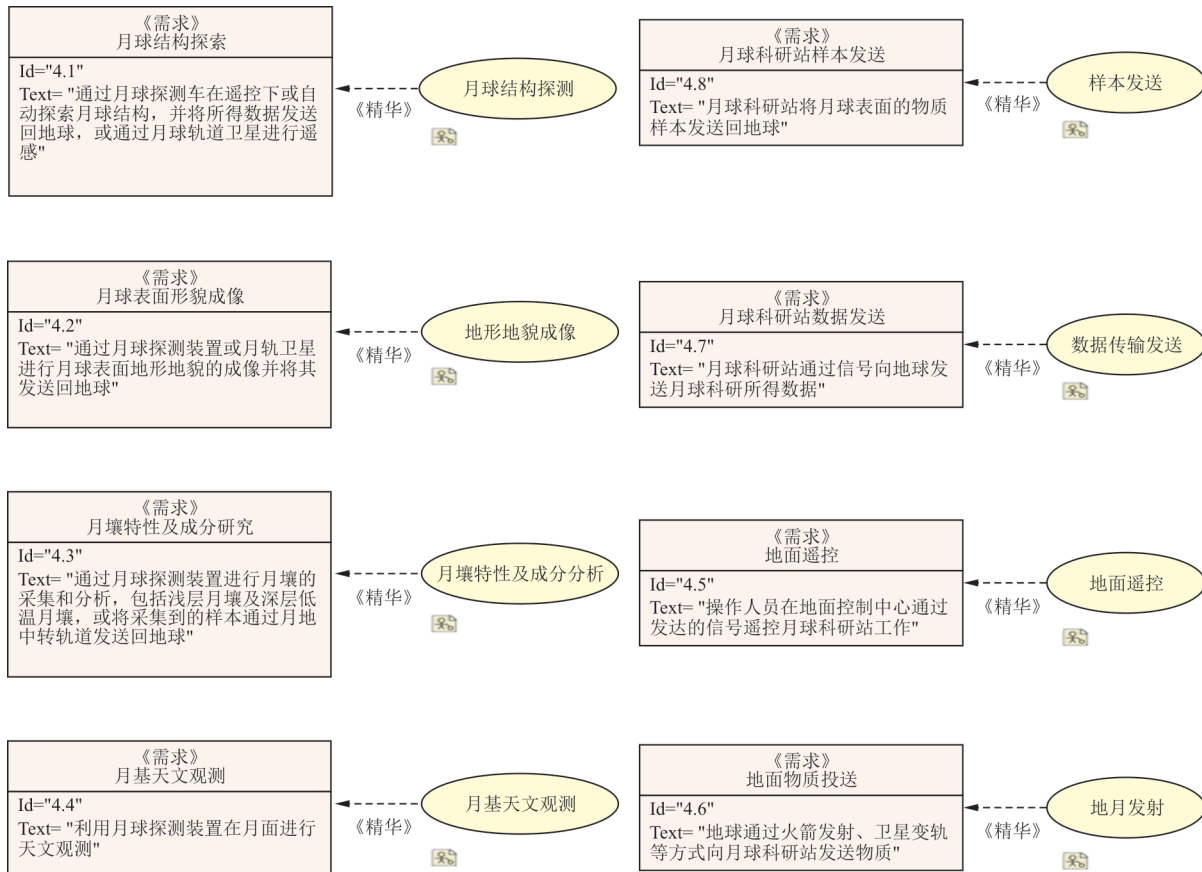 《需求》
月球结构探索
Id="4.1"
Text= "通过月球探测车在遥控下或自
动探索月球结构，并将所得数据发送
回地球，或通过月球轨道卫星进行遥
感"
《精华》
月球结构探测
《需求》
月球科研站样本发送
Id="4.8"
Text= "月球科研站将月球表面的物质
样本发送回地球"
《精华》
样本发送
《需求》
月球表面形貌成像
Id="4.2"
Text= "通过月球探测装置或月轨卫星
进行月球表面地形地貌的成像并将其
发送回地球"
《精华》
地形地貌成像
《需求》
月球科研站数据发送
Id="4.7"
Text= "月球科研站通过信号向地球发
送月球科研所得数据"
《精华》
数据传输发送
《需求》
月壤特性及成分研究
Id="4.3"
Text= "通过月球探测装置进行月壤的
采集和分析，包括浅层月壤及深层低
温月壤，或将采集到的样本通过月地
中转轨道发送回地球"
《精华》
月壤特性及成分分析
《需求》
地面遥控
Id="4.5"
Text= "操作人员在地面控制中心通过
发达的信号遥控月球科研站工作"
《精华》
地面遥控
《需求》
月基天文观测
Id="4.4"
Text= "利用月球探测装置在月面进行
天文观测"
《精华》
月基天文观测
《需求》
地面物质投送
Id="4.6"
Text= "地球通过火箭发射、卫星变轨
等方式向月球科研站发送物质"
《精华》
地月发射